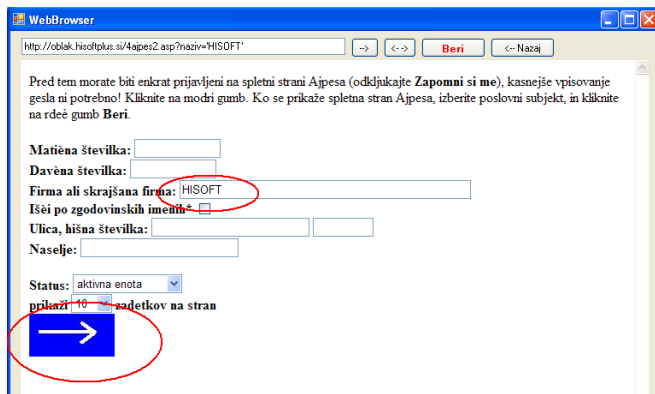 WebBrowser
http://oblak.hisoftplus.si/4ajpes2.asp?naziv='HISOFT' --> <--> Beri <-- Nazaj
Pred tem morate biti enkrat prijavljeni na spletni strani Ajpesa (odkljukajte Zapomni si me), kasnejše vpisovanje
gesla ni potrebno! Kliknite na modri gumb. Ko se prikaže spletna stran Ajpesa, izberite poslovni subjekt, in kliknite
na rdeè gumb Beri.
Matièna številka:
Davèna številka:
Firma ali skrajšana firma: HISOFT
Išèi po zgodovinskih imenih*
Ulica, hišna številka:
Naselje:
Status: aktivna enota
prikaži 10 zadetkov na stran